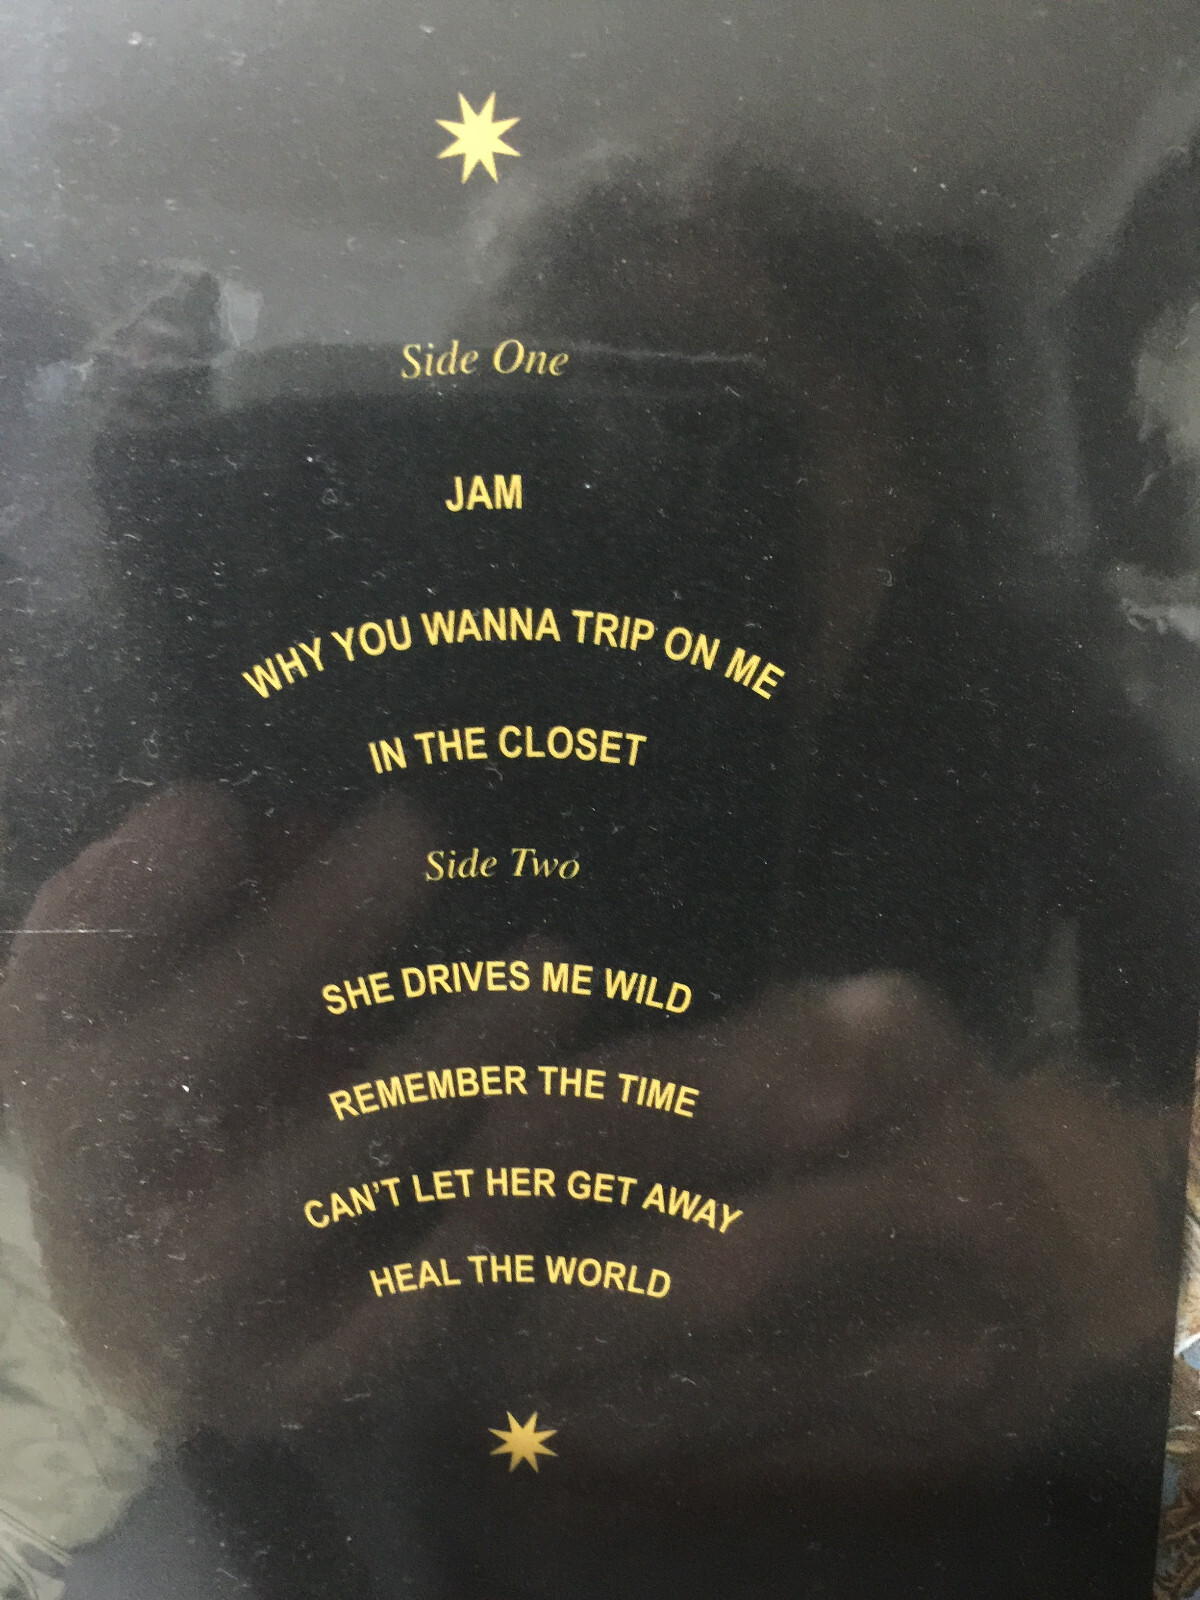 Side One
JAM
WHY YOU WANNA TRIP ON ME
IN THE CLOSET
Side Two
SHE DRIVES ME WILD
REMEMBER THE TIME
CAN'T LET HER GET AWAY
HEAL THE WORLD